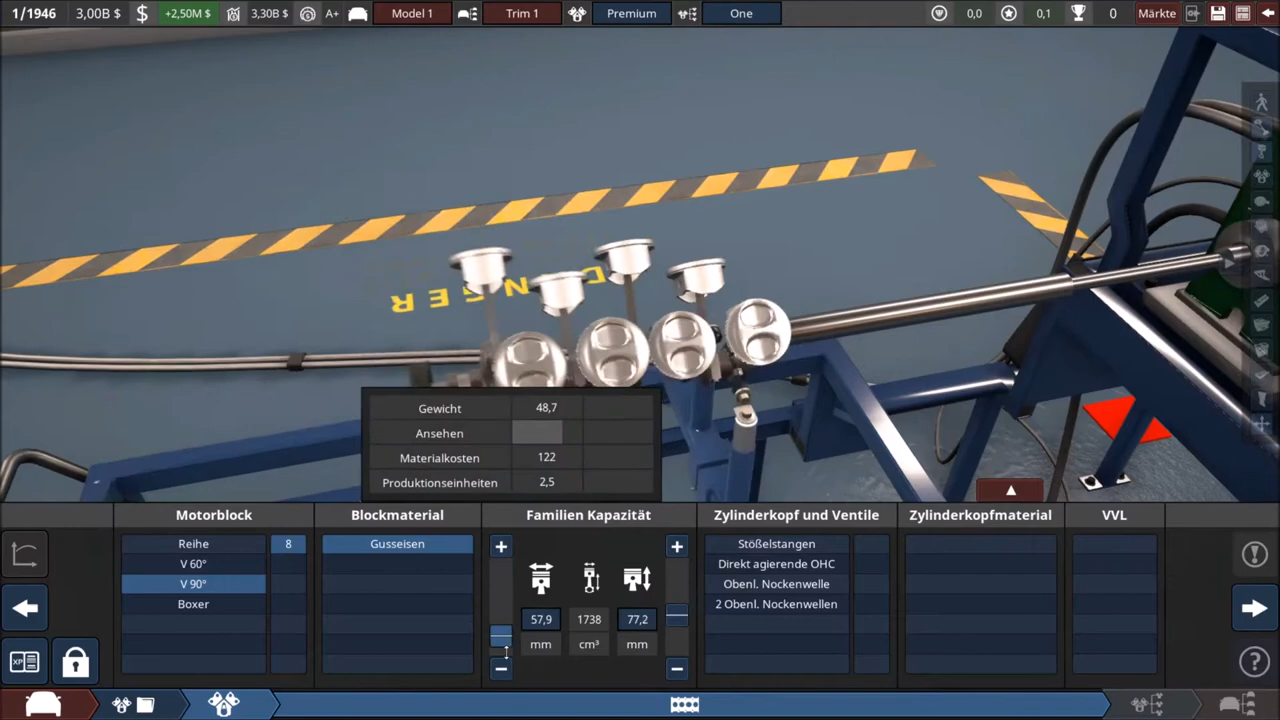 1/1946 3,00B $ +2,50M $ 3,30B $ A+ Model 1 Trim 1 Premium One 0,0 0,1 0 Märkte
DANGER
Gewicht 48,7
Ansehen
Materialkosten 122
Produktionseinheiten 2,5
Motorblock Blockmaterial Familien Kapazität Zylinderkopf und Ventile Zylinderkopfmaterial VVL
Reihe 8 Gusseisen + + Stößelstangen
V 60° Direkt agierende OHC
V 90° Obenl. Nockenwelle
Boxer 2 Obenl. Nockenwellen
57,9 1738 77,2
mm cm³ mm
XP